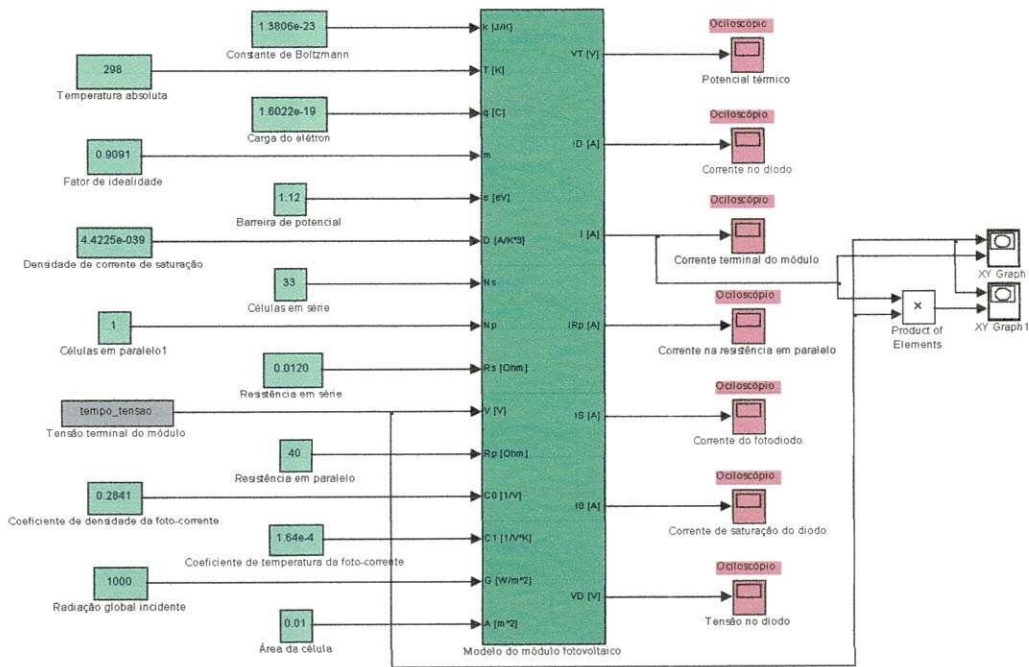 1.3806e-23
Constante de Boltzmann
298
Temperatura absoluta
1.6022e-19
Carga do elétron
0.9091
Fator de idealidade
1.12
Barreira de potencial
4.4225e-039
Densidade de corrente de saturação
33
Células em série
1
Células em paralelo1
0.0120
Resistência em série
tempo_tensao
Tensão terminal do módulo
40
Resistência em paralelo
0.2841
Coeficiente de densidade da foto-corrente
1.64e-4
Coeficiente de temperatura da foto-corrente
1000
Radiação global incidente
0.01
Área da célula
k [J/K]
T [K]
q [C]
m
e [eV]
D [A/K^3]
Ns
Np
Rs [Ohm]
V [V]
Rp [Ohm]
C0 [1/V]
C1 [1/V*K]
G [W/m^2]
A [m^2]
VT [V]
ID [A]
I [A]
IRp [A]
IS [A]
I0 [A]
VD [V]
Modelo do módulo fotovoltaico
Ociloscópio
Potencial térmico
Ociloscópio
Corrente no diodo
Ociloscópio
Corrente terminal do módulo
Ociloscópio
Corrente na resistência em paralelo
Ociloscópio
Corrente do fotodiodo
Ociloscópio
Corrente de saturação do diodo
Ociloscópio
Tensão no diodo
×
Product of
Elements
XY Graph
XY Graph1